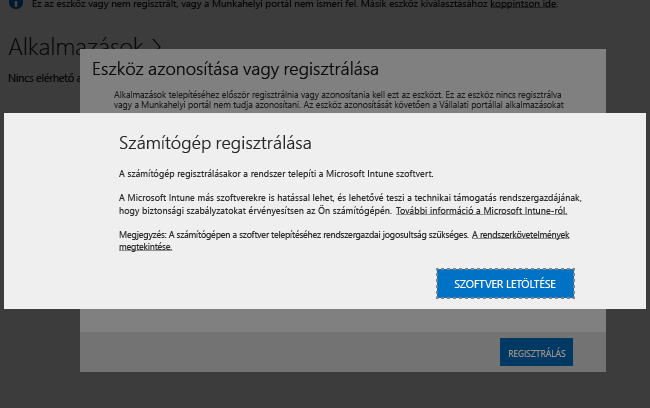 Ez az eszköz vagy nem regisztrált, vagy a Munkahelyi portál nem ismeri fel. Másik eszköz kiválasztásához koppintson ide.
Alkalmazások
Nincs elérhető a
Eszköz azonosítása vagy regisztrálása
Alkalmazások telepítéséhez először regisztrálnia vagy azonosítania kell ezt az eszközt. Ez az eszköz nincs regisztrálva
vagy a Munkahelyi portál nem tudja azonosítani. Az eszköz azonosítását követően a Vállalati portállal alkalmazásokat
Számítógép regisztrálása
A számítógép regisztrálásakor a rendszer telepíti a Microsoft Intune szoftvert.
A Microsoft Intune más szoftverekre is hatással lehet, és lehetővé teszi a technikai támogatás rendszergazdájának,
hogy biztonsági szabályzatokat érvényesítsen az Ön számítógépén. További információ a Microsoft Intune-ról.
Megjegyzés: A számítógépen a szoftver telepítéséhez rendszergazdai jogosultság szükséges. A rendszerkövetelmények
megtekintése.
SZOFTVER LETÖLTÉSE
REGISZTRÁLÁS